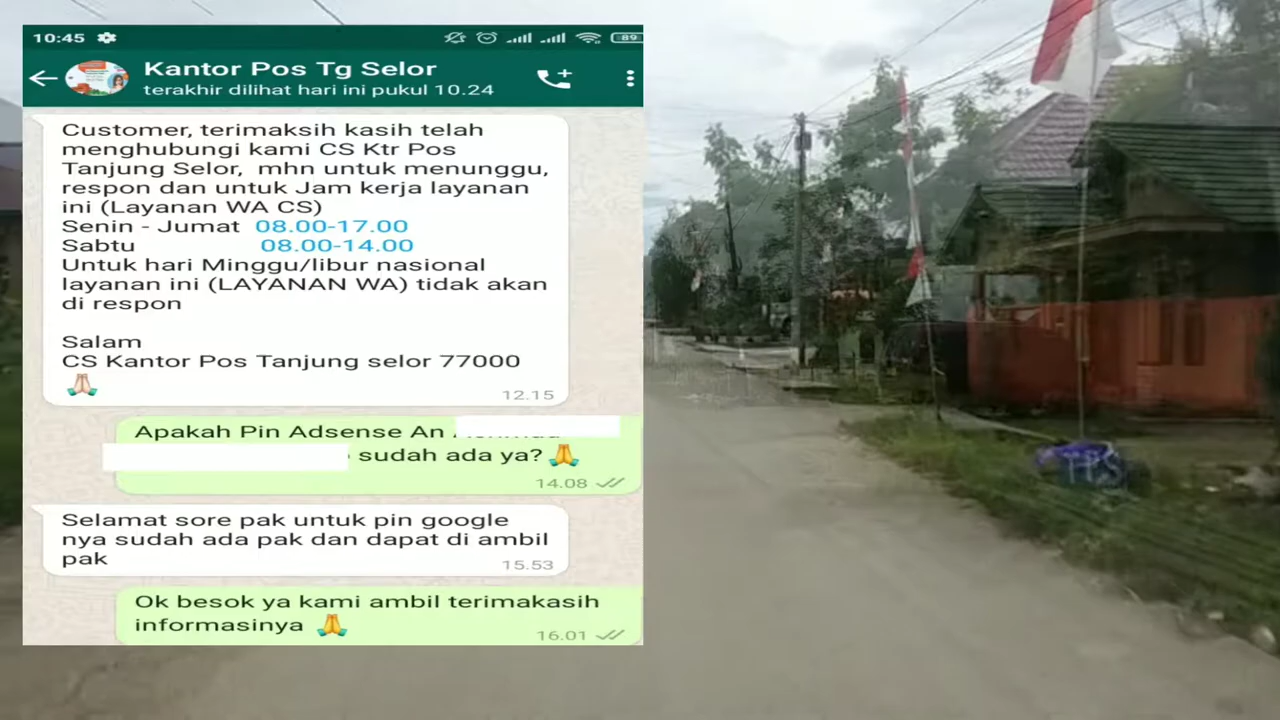 10:45
89
Kantor Pos Tg Selor
terakhir dilihat hari ini pukul 10.24
Customer, terimaksih kasih telah
menghubungi kami CS Ktr Pos
Tanjung Selor, mhn untuk menunggu,
respon dan untuk Jam kerja layanan
ini (Layanan WA CS)
Senin - Jumat 08.00-17.00
Sabtu 08.00-14.00
Untuk hari Minggu/libur nasional
layanan ini (LAYANAN WA) tidak akan
di respon
Salam
CS Kantor Pos Tanjung selor 77000
🙏🏻
12.15
Apakah Pin Adsense An
sudah ada ya?🙏
14.08
Selamat sore pak untuk pin google
nya sudah ada pak dan dapat di ambil
pak
15.53
Ok besok ya kami ambil terimakasih
informasinya 🙏
16.01